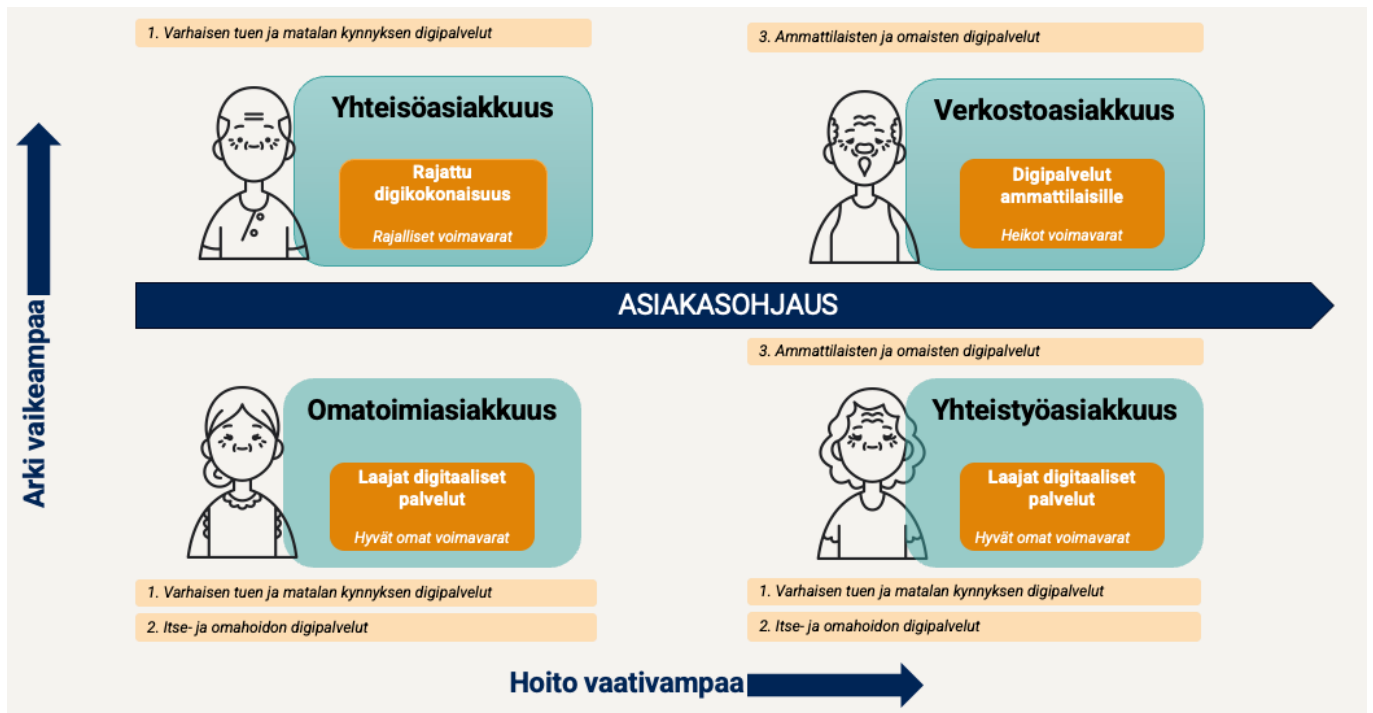 1. Varhaisen tuen ja matalan kynnyksen digipalvelut
3. Ammattilaisten ja omaisten digipalvelut
Yhteisöasiakkuus
Rajattu
digikokonaisuus
Rajalliset voimavarat
Verkostoasiakkuus
Digipalvelut
ammattilaisille
Heikot voimavarat
Arki vaikeampaa
ASIAKASOHJAUS
3. Ammattilaisten ja omaisten digipalvelut
Omatoimiasiakkuus
Laajat digitaaliset
palvelut
Hyvät omat voimavarat
Yhteistyöasiakkuus
Laajat digitaaliset
palvelut
Hyvät omat voimavarat
1. Varhaisen tuen ja matalan kynnyksen digipalvelut
2. Itse- ja omahoidon digipalvelut
1. Varhaisen tuen ja matalan kynnyksen digipalvelut
2. Itse- ja omahoidon digipalvelut
Hoito vaativampaa